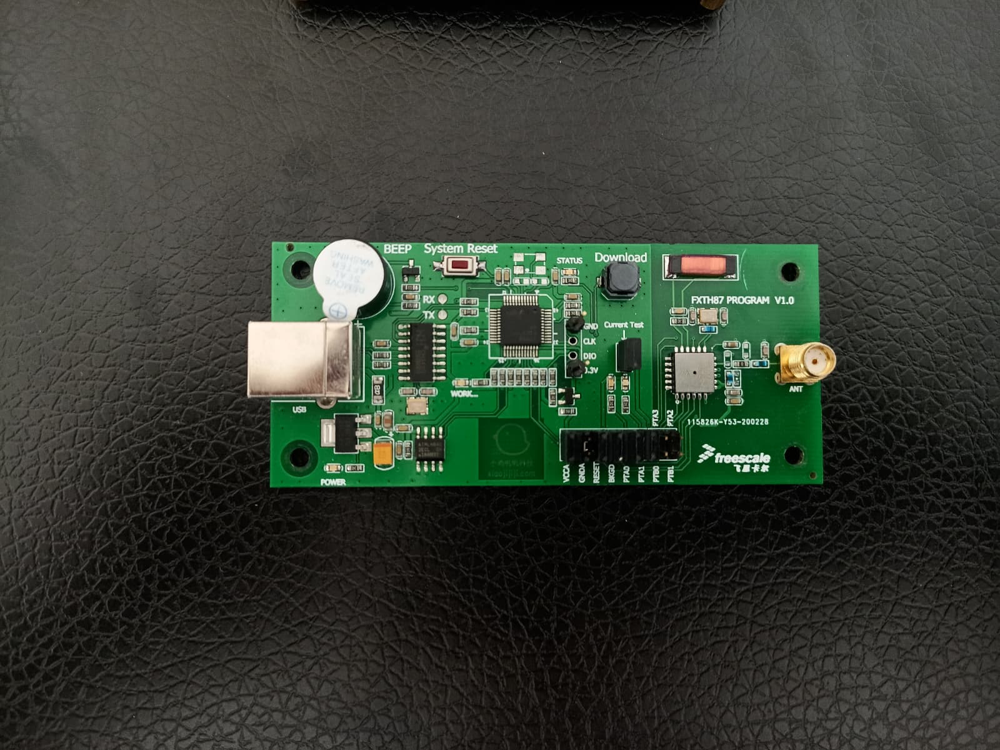 BEEP
System Reset
STATUS
Download
REMOVE
SEAL
AFTER
WASHING
+
RX
TX
FXTH87 PROGRAM V1.0
GND
CLK
DIO
3.3V
Current Test
WORK...
USB
ANT
PTA3
PTA2
115826K-Y53-200228
freescale
飞思卡尔
POWER
VCCA
GNDA
RESET
BKGD
PTA0
PTA1
PTB0
PTB1